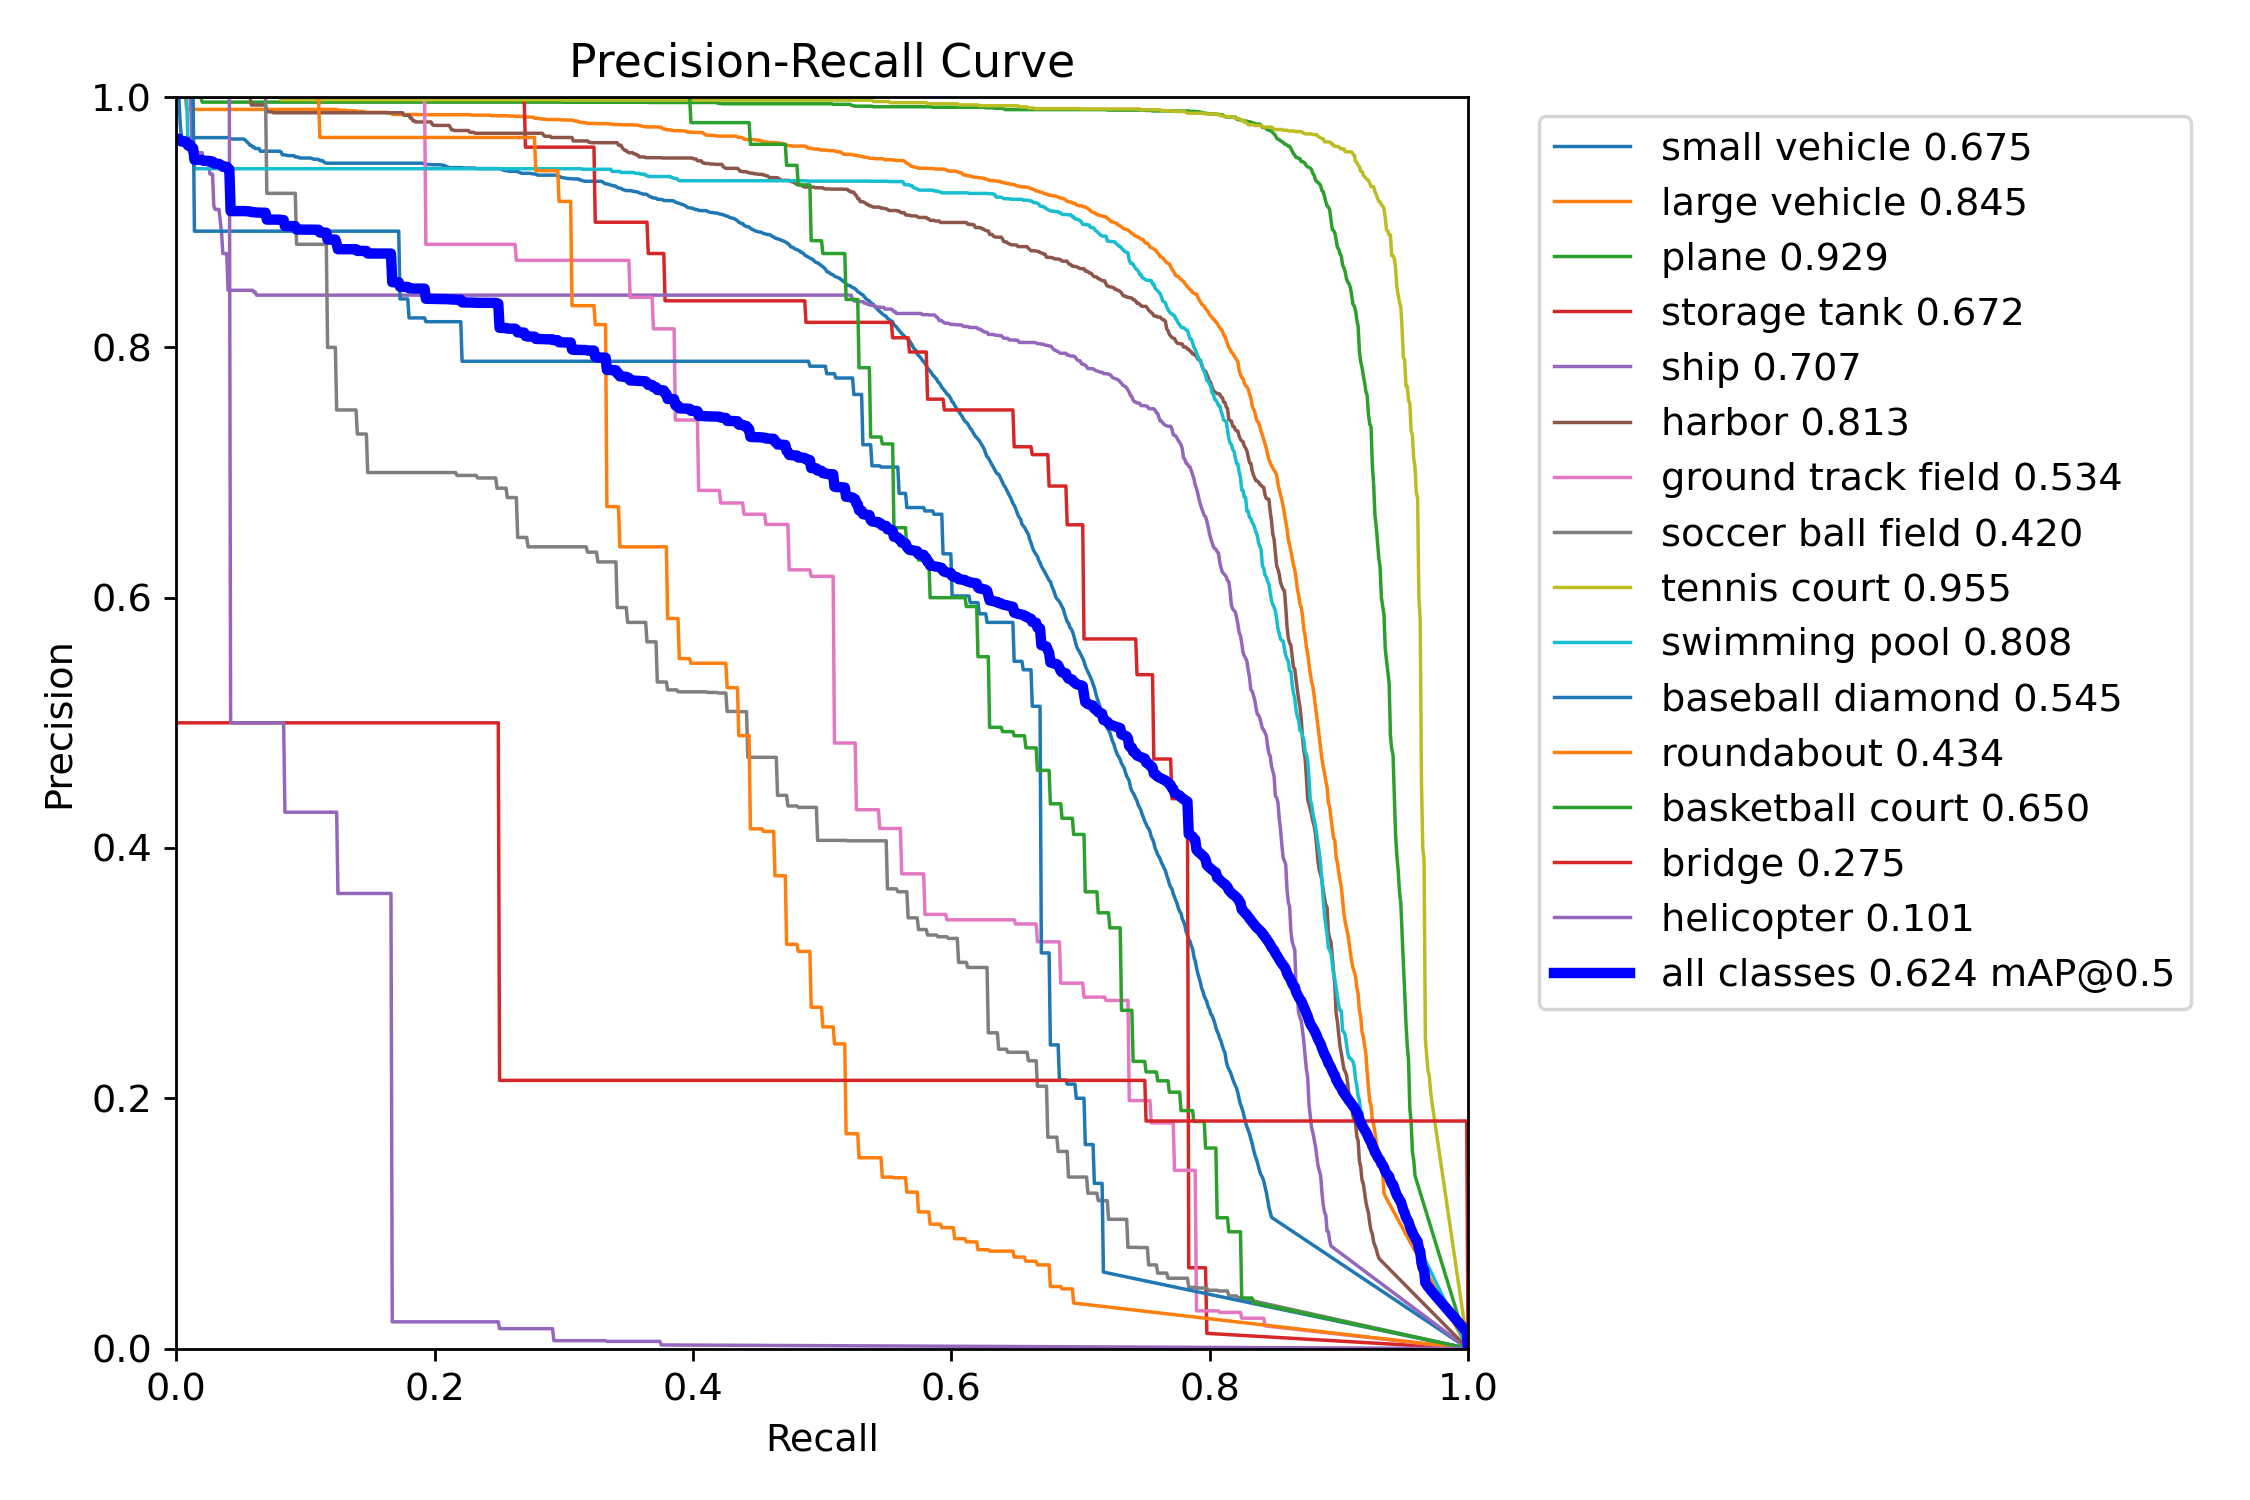 Precision-Recall Curve
1.0
0.8
0.6
0.4
0.2
0.0
Precision
0.0 0.2 0.4 0.6 0.8 1.0
Recall
small vehicle 0.675
large vehicle 0.845
plane 0.929
storage tank 0.672
ship 0.707
harbor 0.813
ground track field 0.534
soccer ball field 0.420
tennis court 0.955
swimming pool 0.808
baseball diamond 0.545
roundabout 0.434
basketball court 0.650
bridge 0.275
helicopter 0.101
all classes 0.624 mAP@0.5